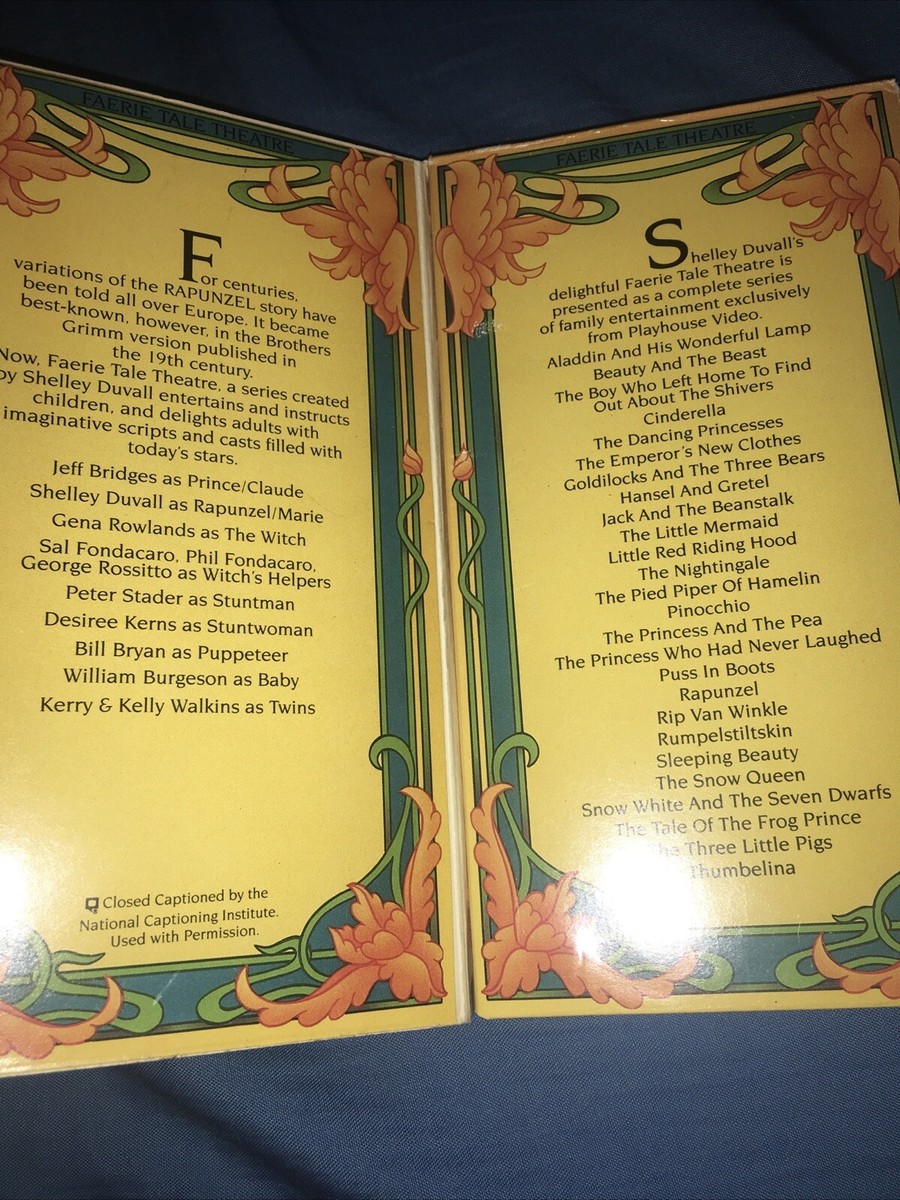 FAERIE TALE THEATRE
For centuries,
variations of the RAPUNZEL story have
been told all over Europe. It became
best-known, however, in the Brothers
Grimm version published in
the 19th century.
Now, Faerie Tale Theatre, a series created
by Shelley Duvall entertains and instructs
children, and delights adults with
imaginative scripts and casts filled with
today's stars.
Jeff Bridges as Prince/Claude
Shelley Duvall as Rapunzel/Marie
Gena Rowlands as The Witch
Sal Fondacaro, Phil Fondacaro,
George Rossitto as Witch's Helpers
Peter Stader as Stuntman
Desiree Kerns as Stuntwoman
Bill Bryan as Puppeteer
William Burgeson as Baby
Kerry & Kelly Walkins as Twins
Closed Captioned by the
National Captioning Institute.
Used with Permission.
FAERIE TALE THEATRE
Shelley Duvall's
delightful Faerie Tale Theatre is
presented as a complete series
of family entertainment exclusively
from Playhouse Video.
Aladdin And His Wonderful Lamp
Beauty And The Beast
The Boy Who Left Home To Find
Out About The Shivers
Cinderella
The Dancing Princesses
The Emperor's New Clothes
Goldilocks And The Three Bears
Hansel And Gretel
Jack And The Beanstalk
The Little Mermaid
Little Red Riding Hood
The Nightingale
The Pied Piper Of Hamelin
Pinocchio
The Princess And The Pea
The Princess Who Had Never Laughed
Puss In Boots
Rapunzel
Rip Van Winkle
Rumpelstiltskin
Sleeping Beauty
The Snow Queen
Snow White And The Seven Dwarfs
The Tale Of The Frog Prince
The Three Little Pigs
Thumbelina